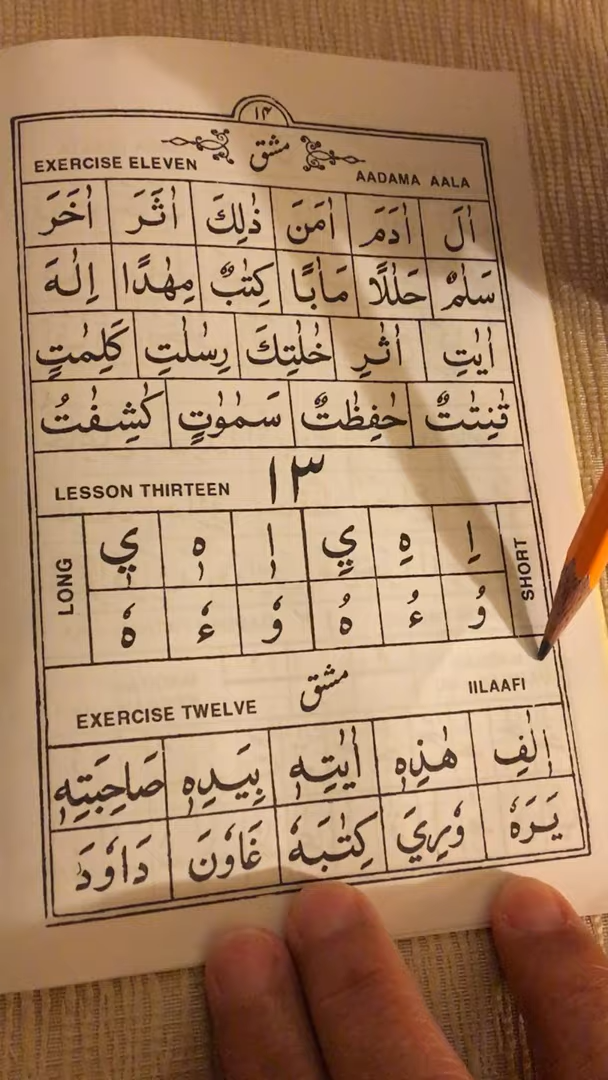 ١٤
EXERCISE ELEVEN مشق AADAMA AALA
اٰلَ اٰدَمَ اٰمَنَ ذٰلِكَ اٰثَرَ اٰخَرَ
سَلٰمٌ حَلٰلًا مَاٰبًا كِتٰبٌ مِهٰدًا اِلٰهَ
اٰيٰتِ اٰثٰرِ خٰلٰتِكَ رِسٰلٰتِ كَلِمٰتٍ
قٰنِتٰتٌ حٰفِظٰتٌ سَمٰوٰتٍ كٰشِفٰتُ
LESSON THIRTEEN ١٣
SHORT اِ هِ يِ اٖ هٖ يٖ LONG
وُ ءُ هُ وٗ ءٗ هٗ
EXERCISE TWELVE مشق IILAAFI
اٖلٰفِ هٰذِهٖ اٰيٰتِهٖ بِيَدِهٖ صَاحِبَتِهٖ
يَرَهٗ وٗرِيَ كِتٰبَهٗ غَاوٗنَ دَاوٗدَ